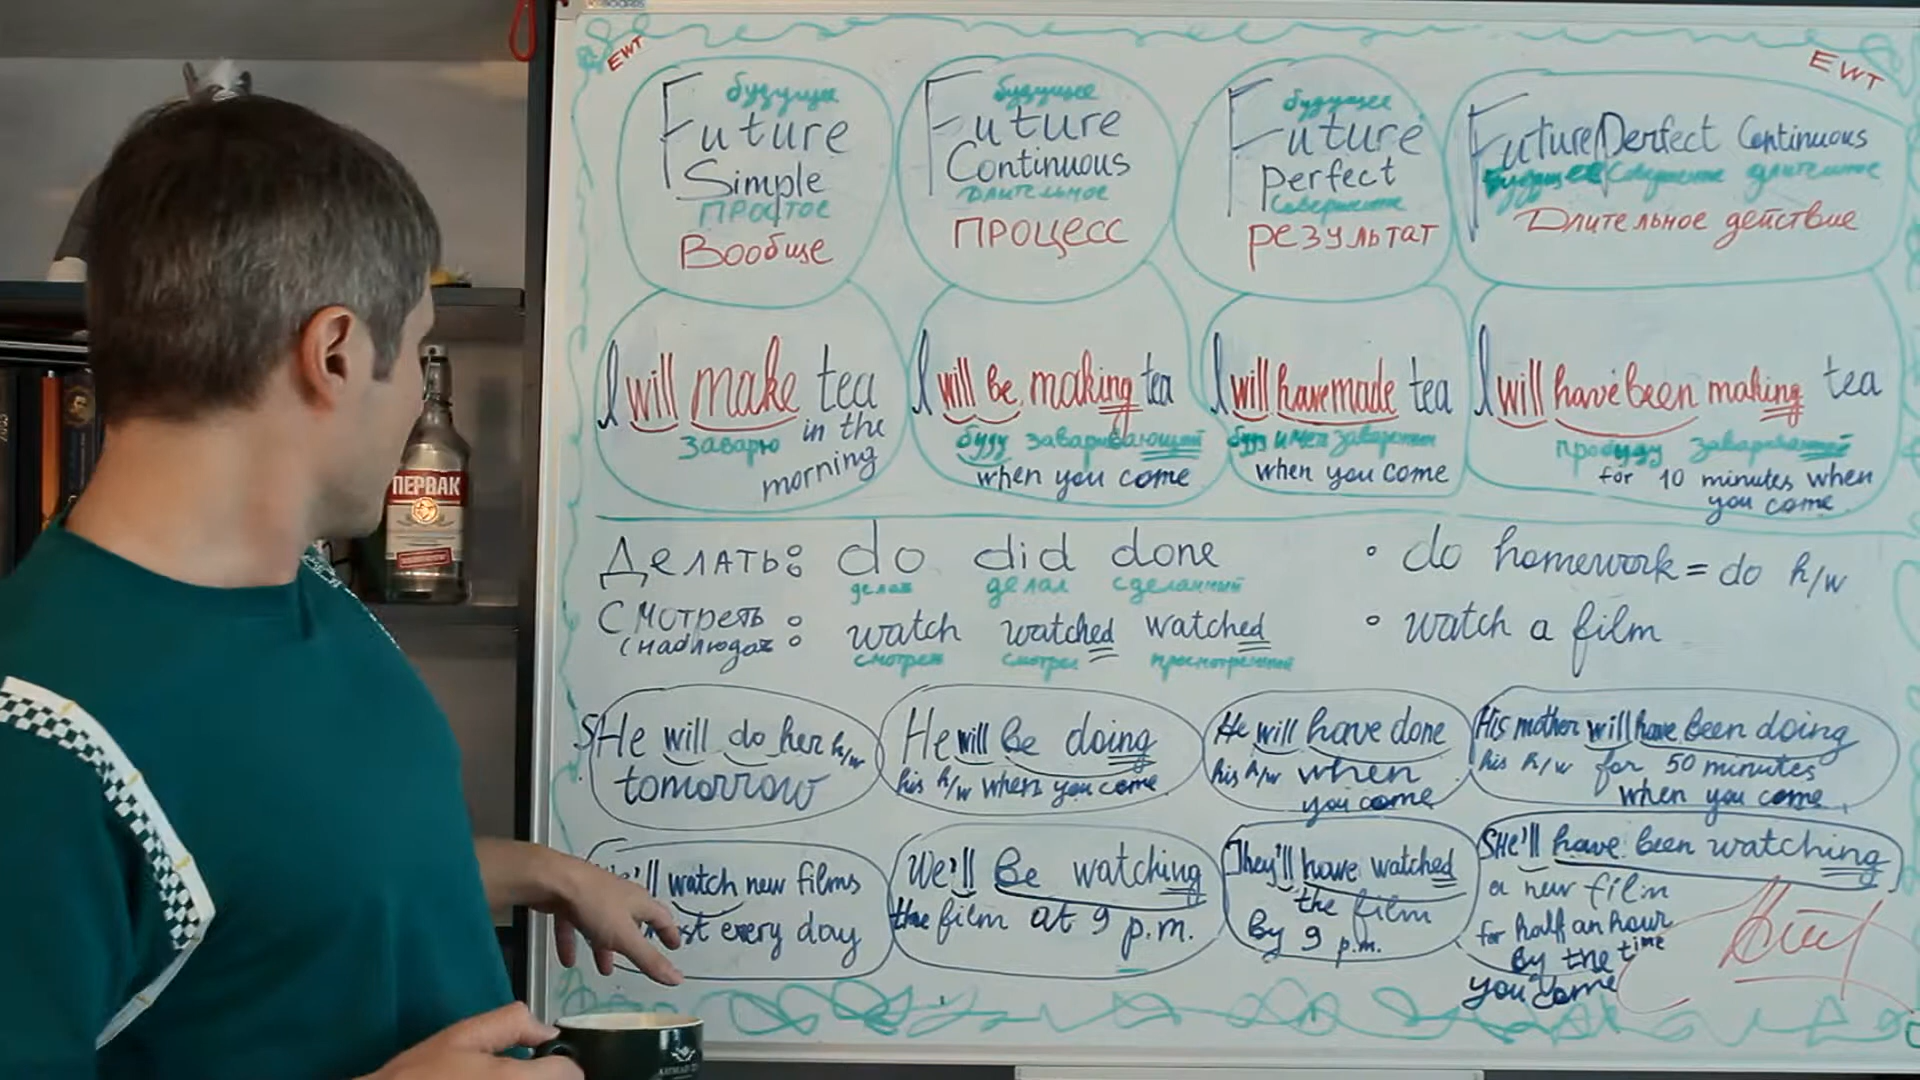 EWT
EWT
будущее
Future
Simple
простое
Вообще
будущее
Future
Continuous
длительное
ПРОЦЕСС
будущее
Future
perfect
результат
Future Perfect Continuous
Длительное действие
I will make tea
заварю in the
morning
I will be making tea
буду заваривающий
when you come
I will have made tea
when you come
I will have been making tea
пробуду заваривающий
for 10 minutes when
you come
ПЕРВАК
Делать: do did done
делать делал сделанный
Смотреть
(наблюдать: watch watched watched
смотреть смотрел просмотренный
• do homework = do h/w
• watch a film
SHe will do her h/w
tomorrow
He will be doing
his h/w when you come
He will have done
his h/w when
you come
His mother will have been doing
his h/w for 50 minutes
when you come
'll watch new films
every day
We'll be watching
the film at 9 p.m.
They'll have watched
the film
By 9 p.m.
SHe'll have been watching
a new film
for half an hour
By the time
you come